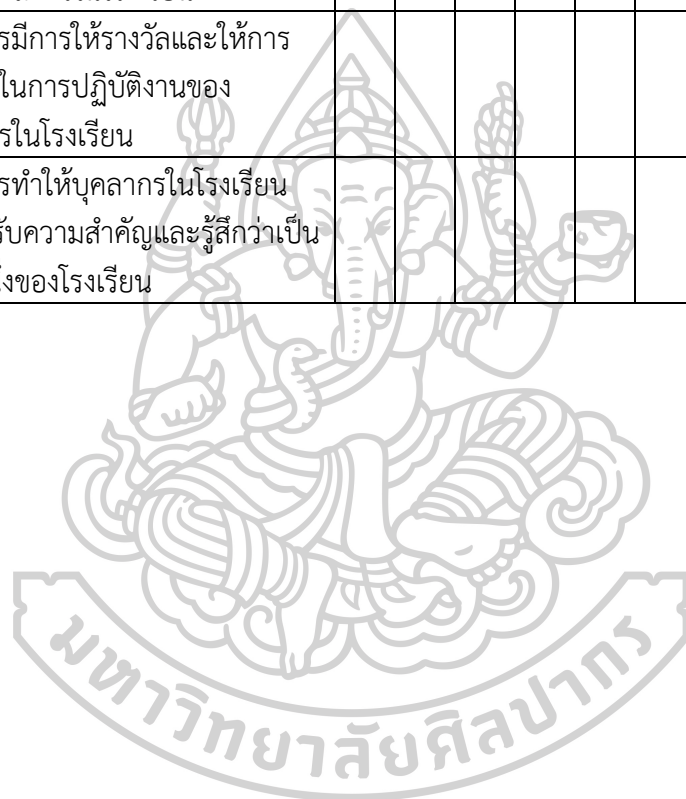 รมีการให้รางวัลและให้การ
ในการปฏิบัติงานของ
รในโรงเรียน
รทำให้บุคลากรในโรงเรียน
รับความสำคัญและรู้สึกว่าเป็น
ของโรงเรียน
มหาวิทยาลัยศิลปากร